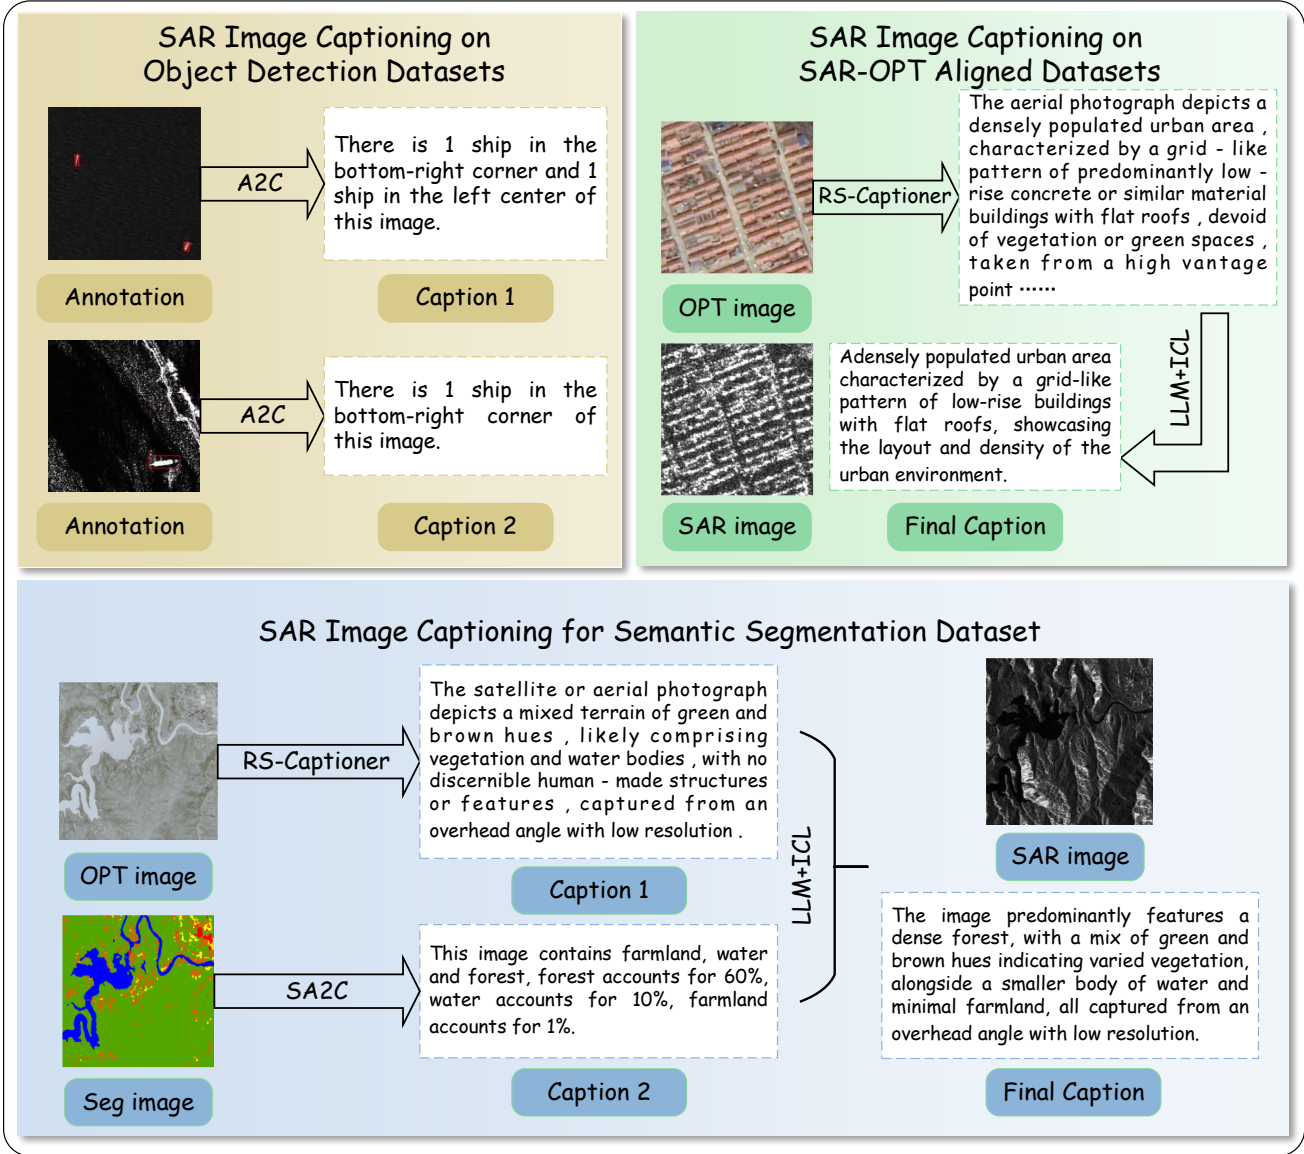 SAR Image Captioning on
Object Detection Datasets
A2C
There is 1 ship in the
bottom-right corner and 1
ship in the left center of
this image.
Annotation
Caption 1
A2C
There is 1 ship in the
bottom-right corner of
this image.
Annotation
Caption 2
SAR Image Captioning on
SAR-OPT Aligned Datasets
RS-Captioner
The aerial photograph depicts a
densely populated urban area ,
characterized by a grid - like
pattern of predominantly low -
rise concrete or similar material
buildings with flat roofs , devoid
of vegetation or green spaces ,
taken from a high vantage
point ······
OPT image
LLM+ICL
Adensely populated urban area
characterized by a grid-like
pattern of low-rise buildings
with flat roofs, showcasing
the layout and density of the
urban environment.
SAR image
Final Caption
SAR Image Captioning for Semantic Segmentation Dataset
RS-Captioner
The satellite or aerial photograph
depicts a mixed terrain of green and
brown hues , likely comprising
vegetation and water bodies , with no
discernible human - made structures
or features , captured from an
overhead angle with low resolution .
OPT image
Caption 1
SA2C
This image contains farmland, water
and forest, forest accounts for 60%,
water accounts for 10%, farmland
accounts for 1%.
Seg image
Caption 2
LLM+ICL
SAR image
The image predominantly features a
dense forest, with a mix of green and
brown hues indicating varied vegetation,
alongside a smaller body of water and
minimal farmland, all captured from an
overhead angle with low resolution.
Final Caption